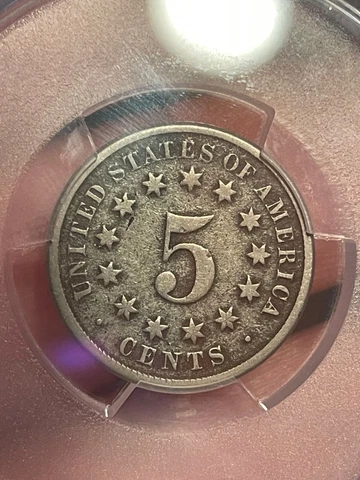 UNITED STATES OF AMERICA
5
· CENTS ·